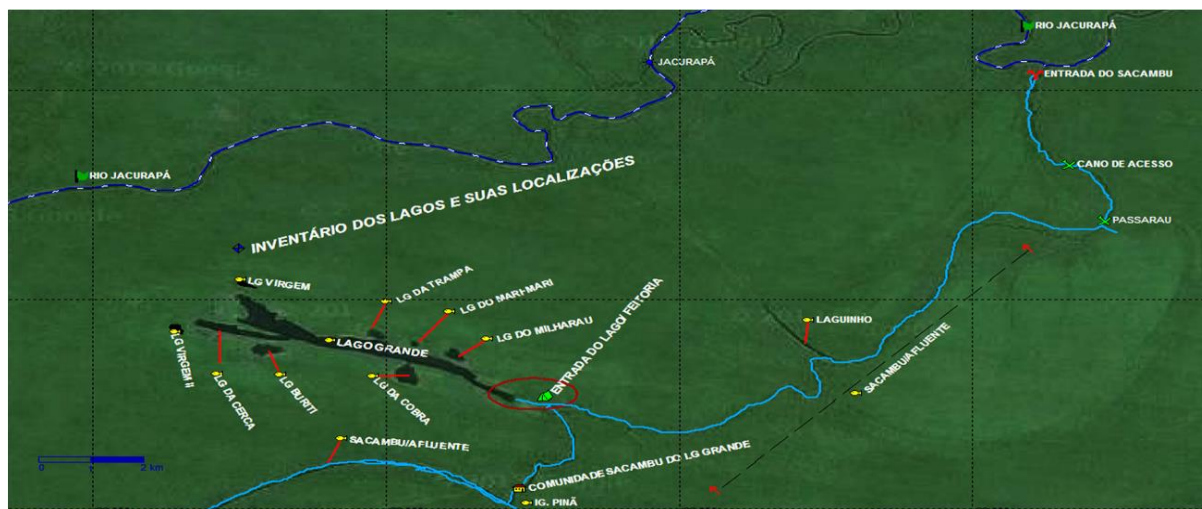 RIO JACURAPÁ
JACURAPÁ
ENTRADA DO SACAMBU
CANO DE ACESSO
RIO JACURAPÁ
PASSARAU
INVENTÁRIO DOS LAGOS E SUAS LOCALIZAÇÕES
LG VIRGEM
LG DA TRAMPA
LG DO MARI-MARI
LG DO MILHARAU
LAGUINHO
LG VIRGEM II
LAGO GRANDE
ENTRADA DO LAGO/ FEITORIA
LG DA CERCA
LG BURITI
LG DA COBRA
SACAMBU/AFLUENTE
SACAMBU/AFLUENTE
COMUNIDADE SACAMBU DO LG GRANDE
IG. PINÃ
0 1 2 km